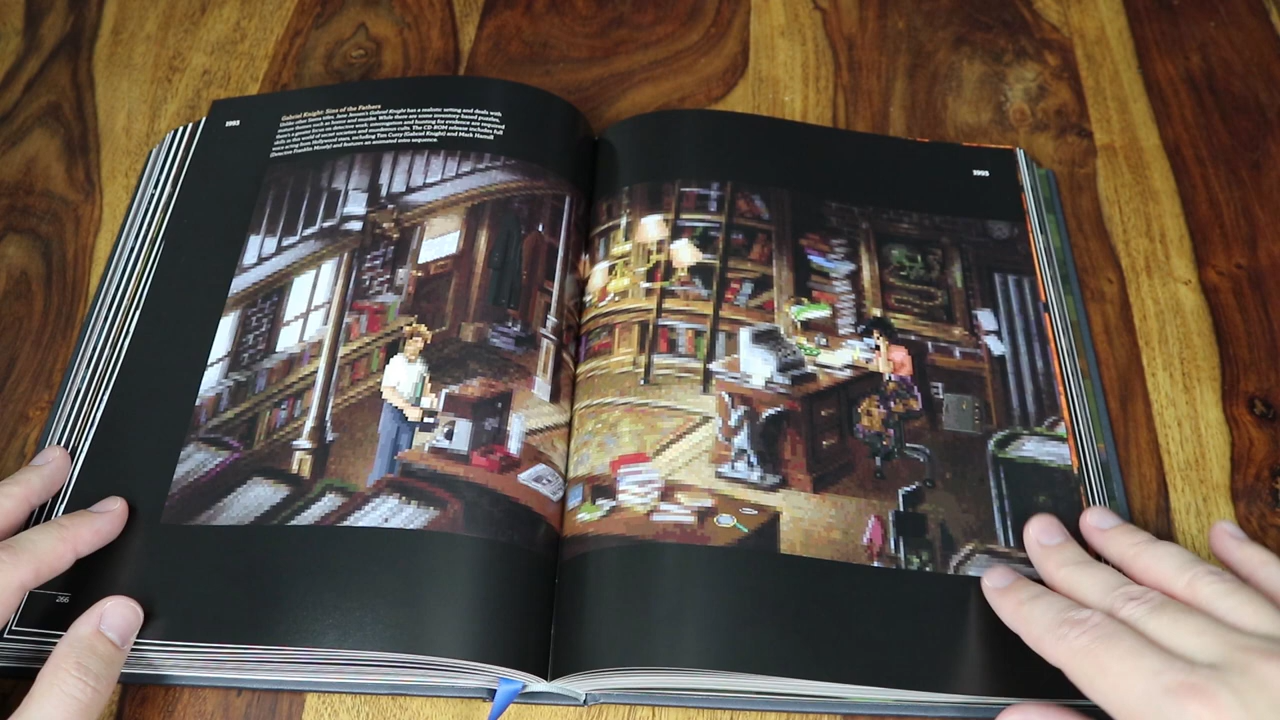 1993
Gabriel Knight: Sins of the Fathers
Unlike other Sierra titles, Jane Jensen's Gabriel Knight has a realistic setting and deals with
mature themes such as horror and murder. While there are some inventory-based puzzles,
there's a greater focus on detective work; interrogation and hunting for evidence are required
skills in this world of secret societies and murderous cults. The CD-ROM release includes full
voice acting from Hollywood stars, including Tim Curry (Gabriel Knight) and Mark Hamill
(Detective Franklin Mosely) and features an animated intro sequence.
1993
266